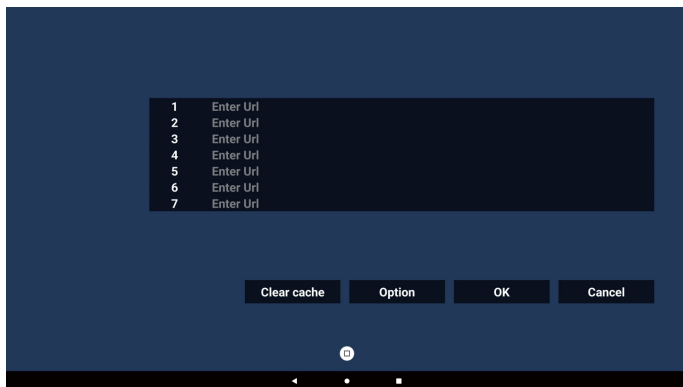 1 Enter Url
2 Enter Url
3 Enter Url
4 Enter Url
5 Enter Url
6 Enter Url
7 Enter Url
Clear cache Option OK Cancel